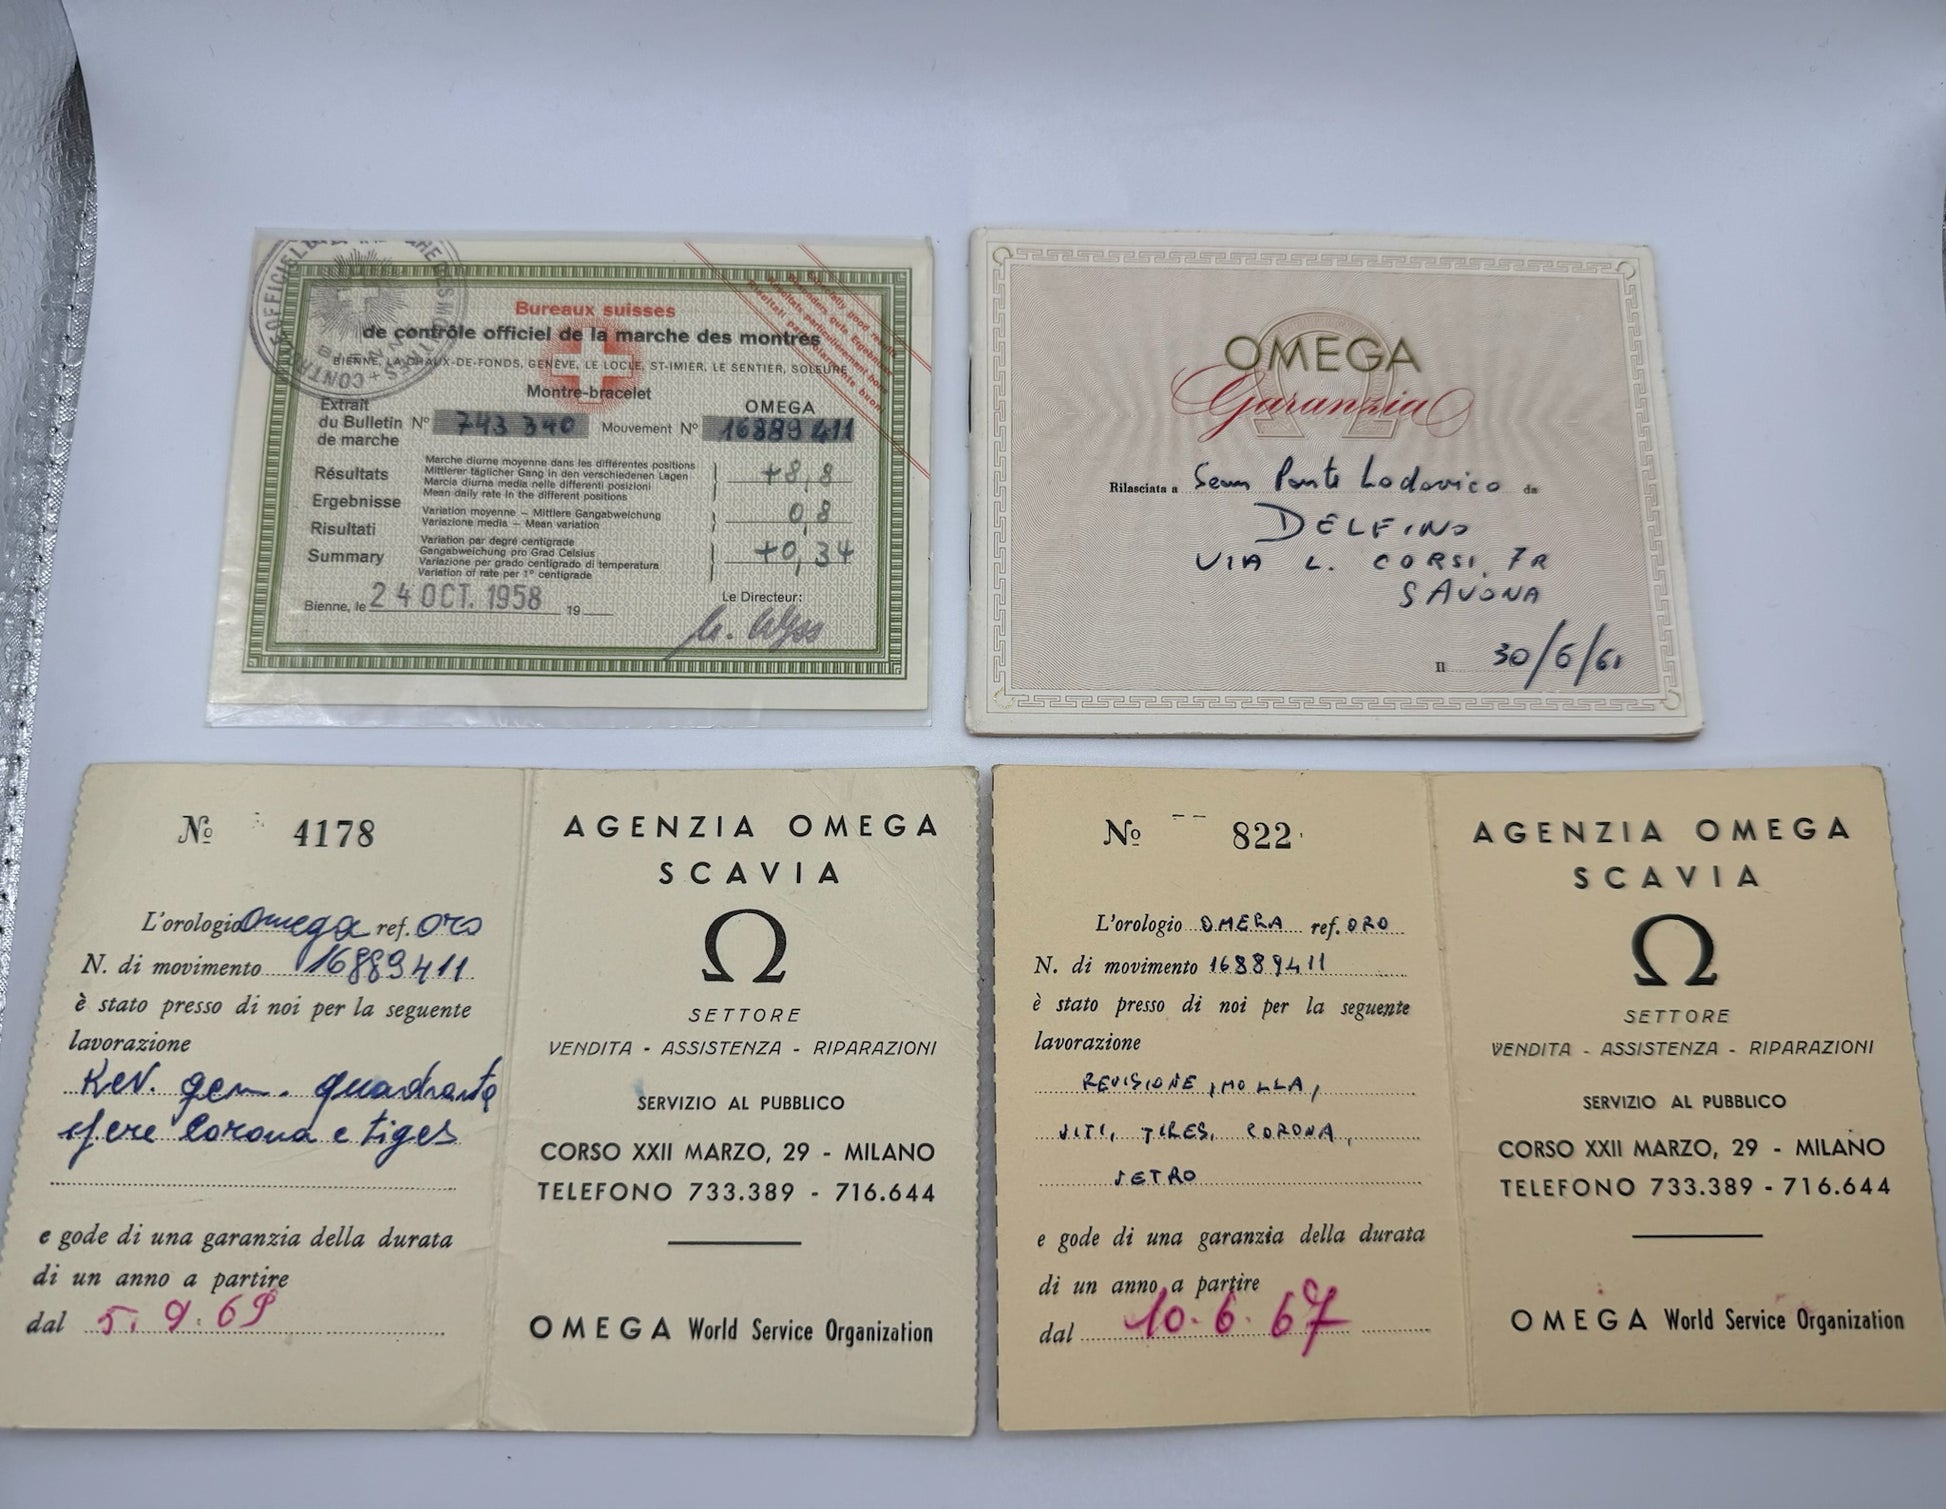 Bureaux suisses
de contrôle officiel de la marche des montres
BIENNE, LA CHAUX-DE-FONDS, GENÈVE, LE LOCLE, ST-IMIER, LE SENTIER, SOLEURE
Montre-bracelet
OMEGA
Extrait
du Bulletin Nº 743 340 Mouvement Nº 16889411
de marche
Résultats
Ergebnisse
Risultati
Summary
Marche diurne moyenne dans les différentes positions
Mittlerer täglicher Gang in den verschiedenen Lagen
Marcia diurna media nelle differenti posizioni
Mean daily rate in the different positions
+8,8
Variation moyenne — Mittlere Gangabweichung
Variazione media — Mean variation
0,8
Variation par degré centigrade
Gangabweichung pro Grad Celsius
Variazione per grado centigrado di temperatura
Variation of rate per 1° centigrade
+0,34
Bienne, le 24 OCT. 1958 19
Le Directeur:
OMEGA
Garanzia
Rilasciata a Lodovico da
DELFINO
VIA L. CORSI, 7R
SAVONA
il 30/6/61
Nº 4178
L'orologio Omega ref. Oro
N. di movimento 16889411
è stato presso di noi per la seguente
lavorazione
Rev. gen. quadrante
sfere Corona e tiges
e gode di una garanzia della durata
di un anno a partire
dal 5.9.69
AGENZIA OMEGA
SCAVIA
Ω
SETTORE
VENDITA - ASSISTENZA - RIPARAZIONI
SERVIZIO AL PUBBLICO
CORSO XXII MARZO, 29 - MILANO
TELEFONO 733.389 - 716.644
OMEGA World Service Organization
Nº 822
L'orologio OMEGA ref. ORO
N. di movimento 16889411
è stato presso di noi per la seguente
lavorazione
REVISIONE, MOLLA,
VITI, TIGES, CORONA,
VETRO
e gode di una garanzia della durata
di un anno a partire
dal 10.6.67
AGENZIA OMEGA
SCAVIA
Ω
SETTORE
VENDITA - ASSISTENZA - RIPARAZIONI
SERVIZIO AL PUBBLICO
CORSO XXII MARZO, 29 - MILANO
TELEFONO 733.389 - 716.644
OMEGA World Service Organization